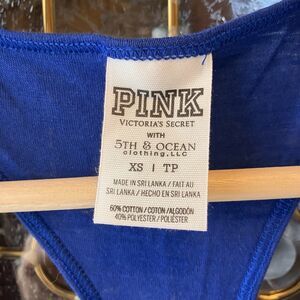 PINK
VICTORIA'S SECRET
WITH
5TH & OCEAN
clothing, LLC
XS | TP
MADE IN SRI LANKA / FAIT AU
SRI LANKA / HECHO EN SRI LANKA
60% COTTON / COTON /ALGODÓN
40% POLYESTER / POLIÉSTER